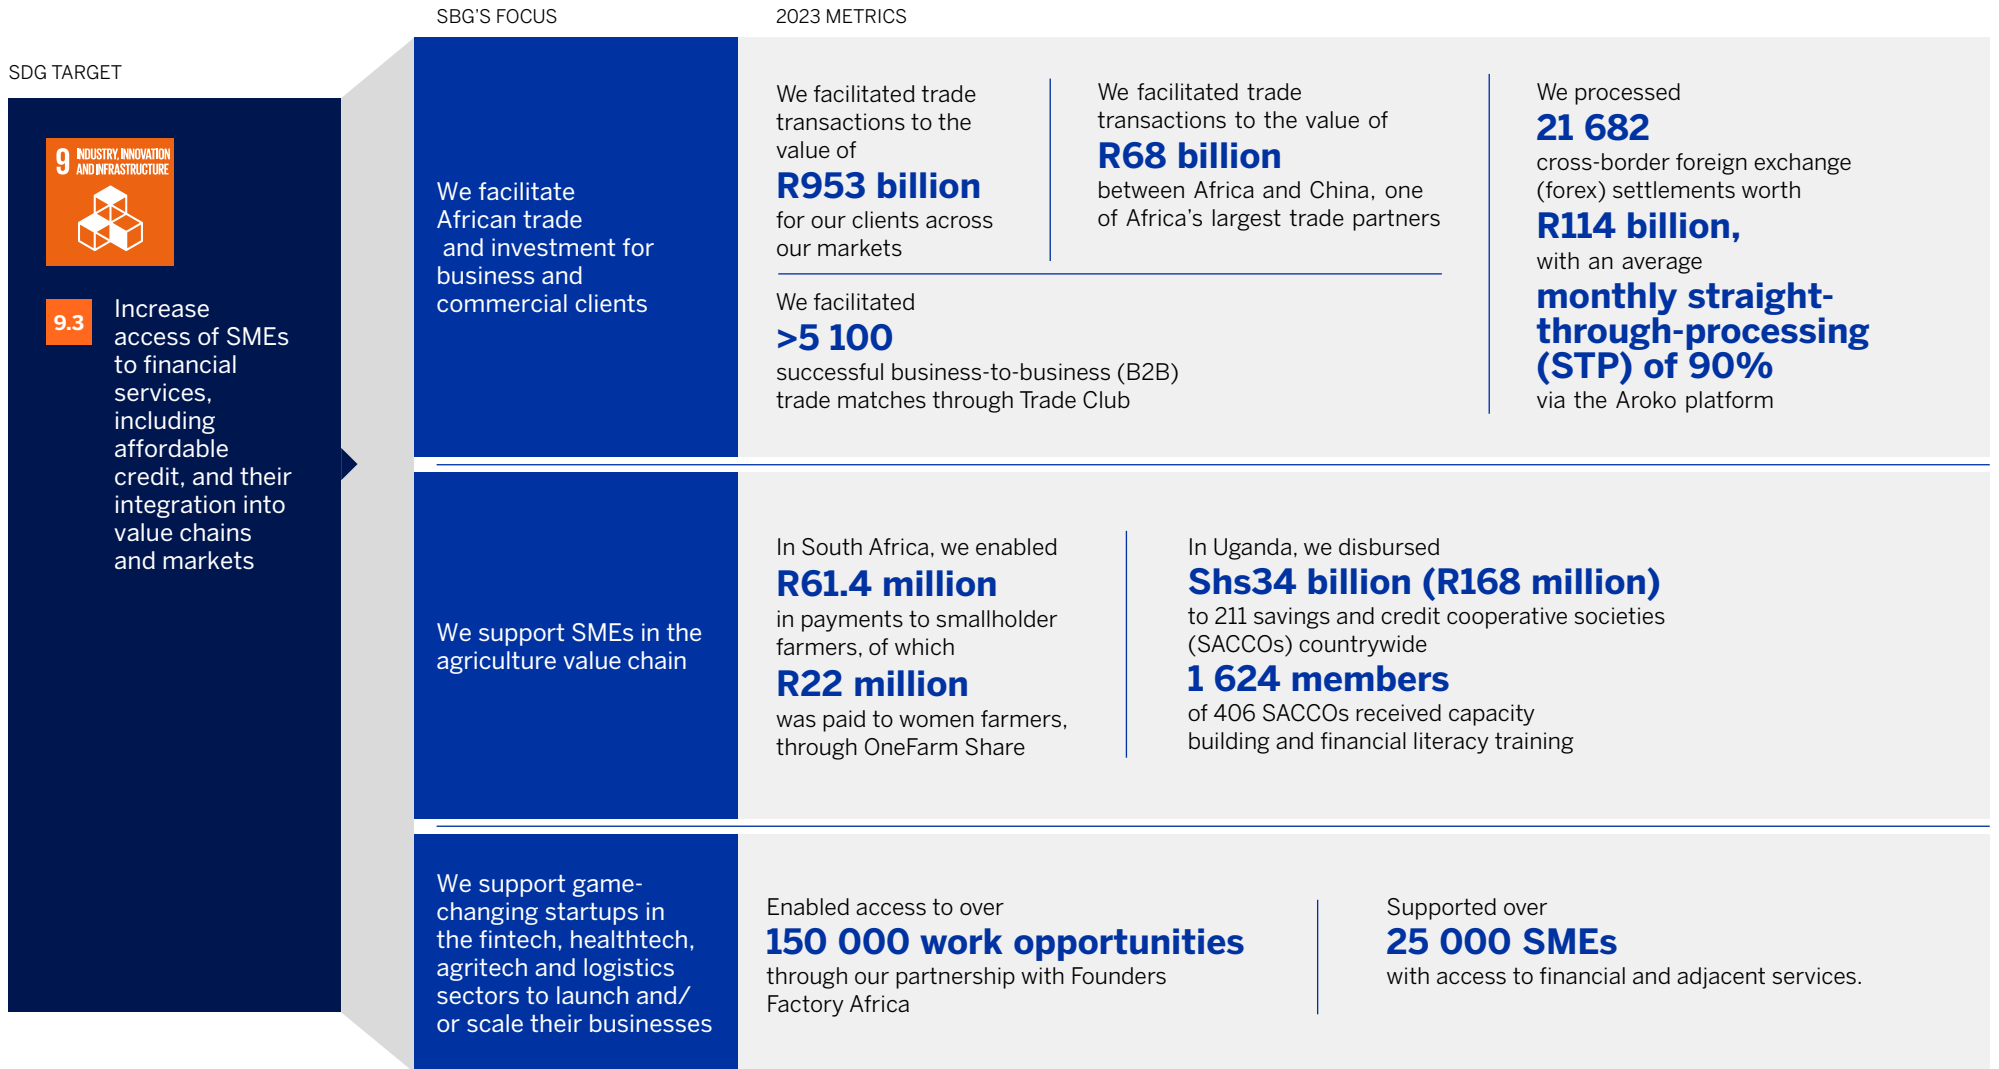 SBG'S FOCUS
2023 METRICS
SDG TARGET
9 INDUSTRY, INNOVATION
AND INFRASTRUCTURE
9.3
Increase
access of SMEs
to financial
services,
including
affordable
credit, and their
integration into
value chains
and markets
We facilitate
African trade
and investment for
business and
commercial clients
We facilitated trade
transactions to the
value of
R953 billion
for our clients across
our markets
We facilitated trade
transactions to the value of
R68 billion
between Africa and China, one
of Africa's largest trade partners
We facilitated
>5 100
successful business-to-business (B2B)
trade matches through Trade Club
We processed
21 682
cross-border foreign exchange
(forex) settlements worth
R114 billion,
with an average
monthly straight-
through-processing
(STP) of 90%
via the Aroko platform
We support SMEs in the
agriculture value chain
In South Africa, we enabled
R61.4 million
in payments to smallholder
farmers, of which
R22 million
was paid to women farmers,
through OneFarm Share
In Uganda, we disbursed
Shs34 billion (R168 million)
to 211 savings and credit cooperative societies
(SACCOs) countrywide
1 624 members
of 406 SACCOs received capacity
building and financial literacy training
We support game-
changing startups in
the fintech, healthtech,
agritech and logistics
sectors to launch and/
or scale their businesses
Enabled access to over
150 000 work opportunities
through our partnership with Founders
Factory Africa
Supported over
25 000 SMEs
with access to financial and adjacent services.